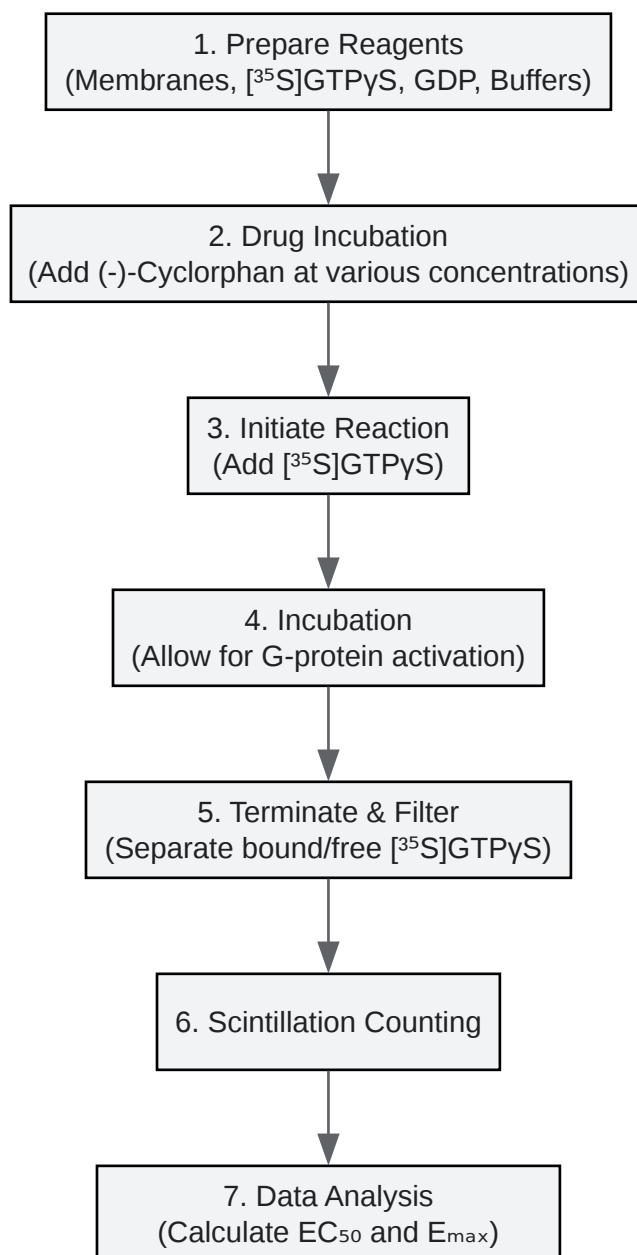 1. Prepare Reagents
(Membranes, [³⁵S]GTPγS, GDP, Buffers)
2. Drug Incubation
(Add (-)-Cyclorphan at various concentrations)
3. Initiate Reaction
(Add [³⁵S]GTPγS)
4. Incubation
(Allow for G-protein activation)
5. Terminate & Filter
(Separate bound/free [³⁵S]GTPγS)
6. Scintillation Counting
7. Data Analysis
(Calculate EC₅₀ and Eₘₐₓ)